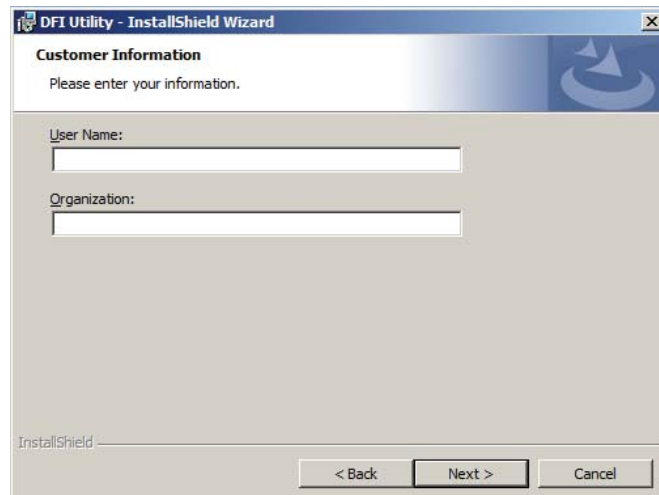 DFI Utility - InstallShield Wizard
Customer Information
Please enter your information.
User Name:
Organization:
InstallShield
< Back Next > Cancel